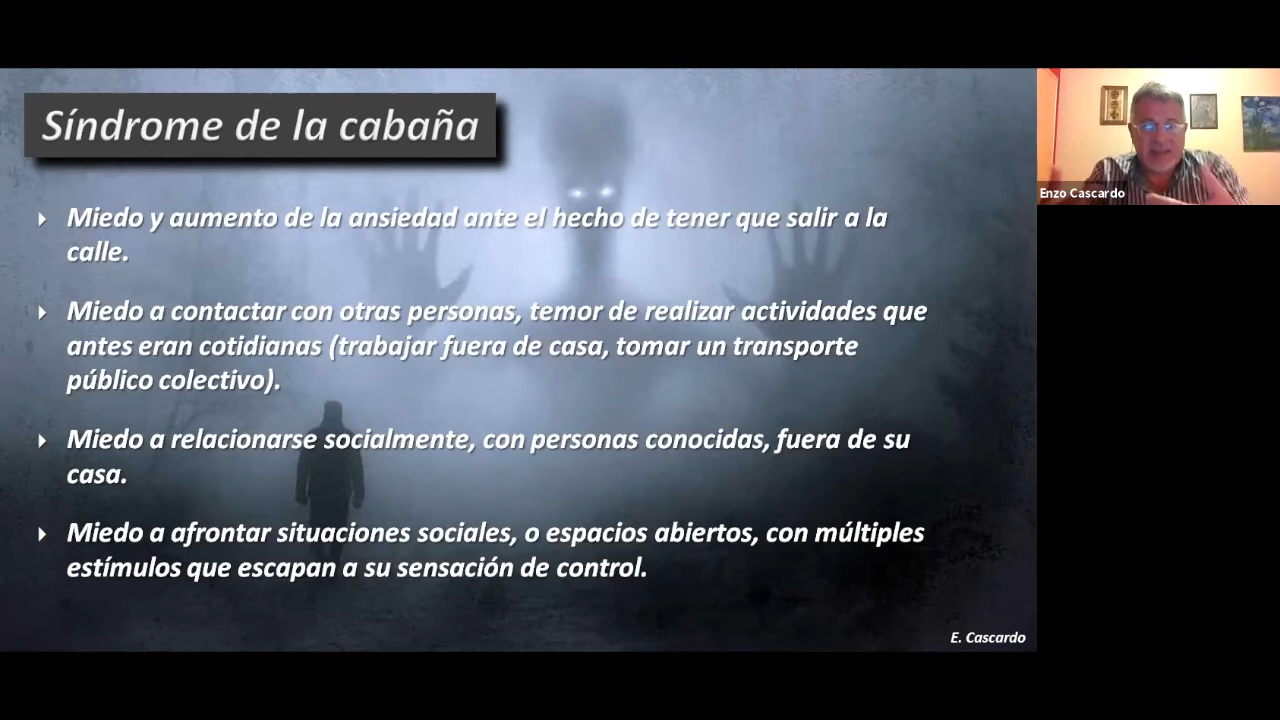 Síndrome de la cabaña
Miedo y aumento de la ansiedad ante el hecho de tener que salir a la
calle.
Miedo a contactar con otras personas, temor de realizar actividades que
antes eran cotidianas (trabajar fuera de casa, tomar un transporte
público colectivo).
Miedo a relacionarse socialmente, con personas conocidas, fuera de su
casa.
Miedo a afrontar situaciones sociales, o espacios abiertos, con múltiples
estímulos que escapan a su sensación de control.
E. Cascardo
Enzo Cascardo